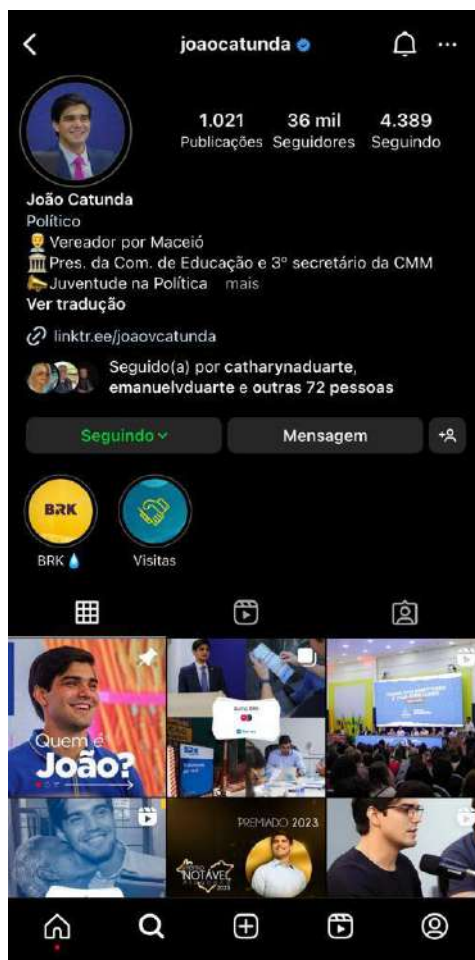 joaocatunda
1.021 36 mil 4.389
Publicações Seguidores Seguindo
João Catunda
Político
Vereador por Maceió
Pres. da Com. de Educação e 3º secretário da CMM
Juventude na Política mais
Ver tradução
linktr.ee/joaovcatunda
Seguido(a) por catharynaduarte,
emanuelvduarte e outras 72 pessoas
Seguindo
Mensagem
BRK
BRK
Visitas
Quem é
João?
PREMIADO 2023
NOTÁVEL
2023